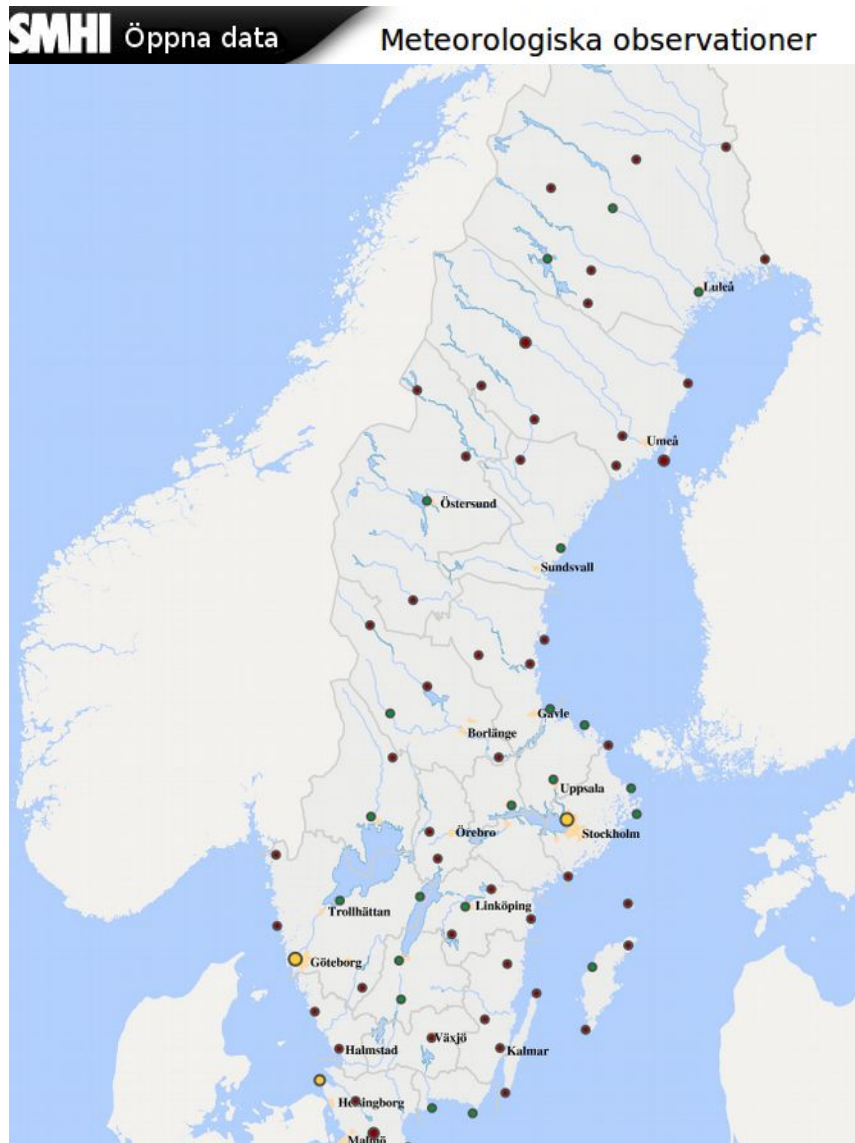 SMHI Öppna data Meteorologiska observationer
Luleå
Umeå
Östersund
Sundsvall
Gävle
Borlänge
Uppsala
Örebro
Stockholm
Linköping
Trollhättan
Göteborg
Växjö
Halmstad
Kalmar
Helsingborg
Malmö